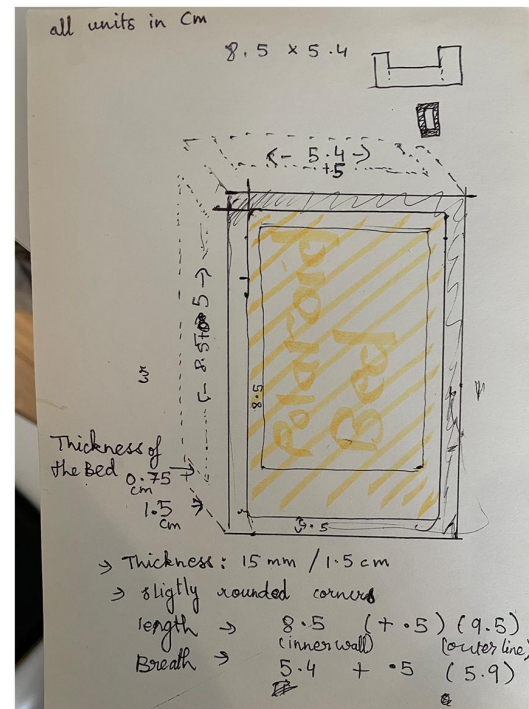 all units in Cm
8.5 × 5.4
<- 5.4 ->
+5
<- 8.5+ 5 ->
8.5
Polaroid
Bed
Thickness of
the Bed 0.75
cm
1.5
cm
5.5
-> Thickness: 15 mm / 1.5 cm
-> sligtly rounded corners
length -> 8.5 (+ .5) (9.5)
(inner wall) (outer line)
Breath -> 5.4 + .5 (5.9)